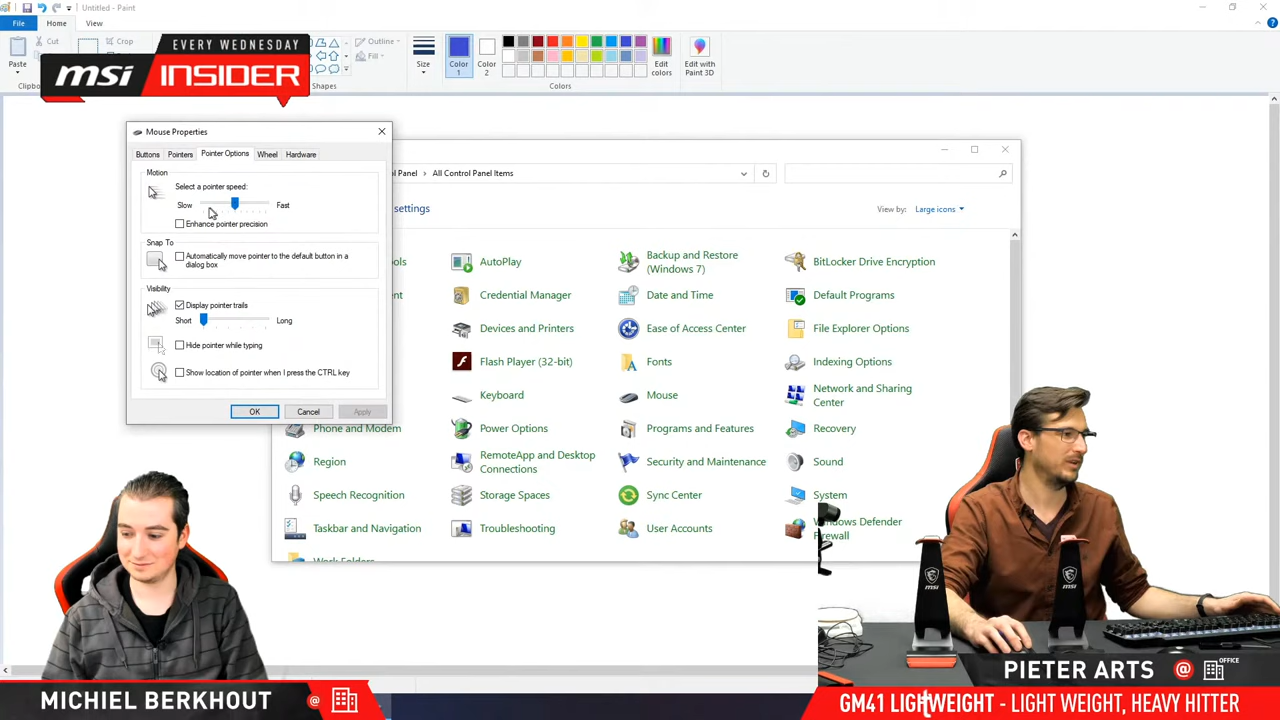 Untitled - Paint
File
Home
View
Paste
Cut
Crop
Clipb
Shapes
Outline
Fill
Size
Color
1
Color
2
Colors
Edit
colors
Edit with
Paint 3D
EVERY WEDNESDAY
msi INSIDER
Mouse Properties
Buttons
Pointers
Pointer Options
Wheel
Hardware
Motion
Select a pointer speed:
Slow
Fast
Enhance pointer precision
Snap To
Automatically move pointer to the default button in a
dialog box
Visibility
Display pointer trails
Short
Long
Hide pointer while typing
Show location of pointer when I press the CTRL key
OK
Cancel
Apply
Panel
All Control Panel Items
settings
View by:
Large icons
AutoPlay
Backup and Restore
(Windows 7)
BitLocker Drive Encryption
Credential Manager
Date and Time
Default Programs
Devices and Printers
Ease of Access Center
File Explorer Options
Flash Player (32-bit)
Fonts
Indexing Options
Keyboard
Mouse
Network and Sharing
Center
Phone and Modem
Power Options
Programs and Features
Recovery
Region
RemoteApp and Desktop
Connections
Security and Maintenance
Sound
Speech Recognition
Storage Spaces
Sync Center
System
Taskbar and Navigation
Troubleshooting
User Accounts
Windows Defender
Firewall
Work Folders
msi
msi
MICHIEL BERKHOUT @
PIETER ARTS @ OFFICE
GM41 LIGHTWEIGHT - LIGHT WEIGHT, HEAVY HITTER